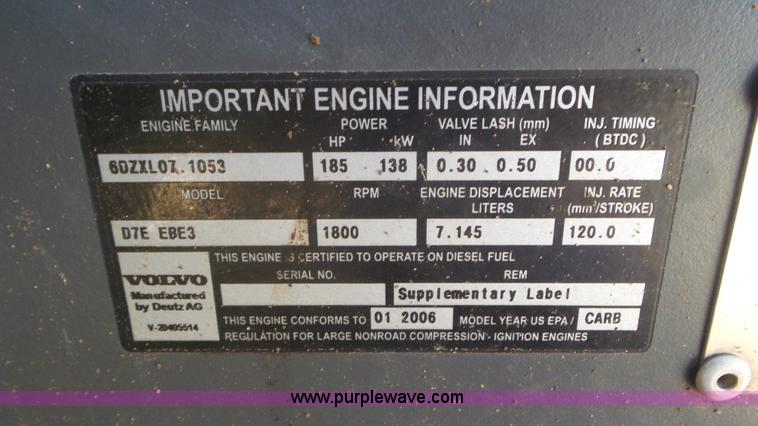 IMPORTANT ENGINE INFORMATION
ENIGINE FAMILY POWER VALVE LASH (mm) INJ. TIMING
HP kW IN EX (BTDC)
6DZXL07.1053 185 138 0.30 0.50 00.0
MODEL RPM ENGINE DISPLACEMENT INJ. RATE
LITERS (mm³/STROKE)
D7E EBE3 1800 7.145 120.0
THIS ENGINE IS CERTIFIED TO OPERATE ON DIESEL FUEL
VOLVO SERIAL NO. REM
Manufactured Supplementary Label
by Deutz AG
V-20405514 THIS ENGINE CONFORMS TO 01 2006 MODEL YEAR US EPA / CARB
REGULATION FOR LARGE NONROAD COMPRESSION - IGNITION ENGINES
www.purplewave.com